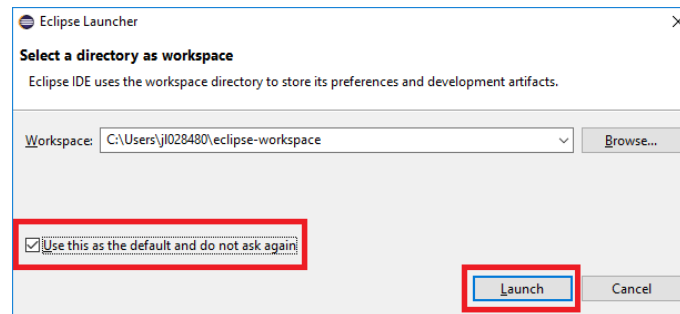 Eclipse Launcher
Select a directory as workspace
Eclipse IDE uses the workspace directory to store its preferences and development artifacts.
Workspace: C:\Users\jl028480\eclipse-workspace Browse...
Use this as the default and do not ask again
Launch Cancel